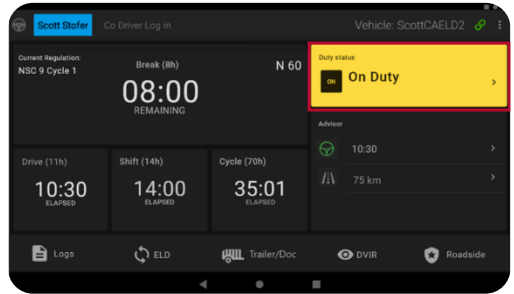 Scott Stofer
Co Driver Log in
Vehicle: ScottCAELD2
Current Regulation:
NSC 9 Cycle 1
Break (8h)
N 60
08:00
REMAINING
Duty status
ON
On Duty
Advisor
10:30
75 km
Drive (11h)
10:30
ELAPSED
Shift (14h)
14:00
ELAPSED
Cycle (70h)
35:01
ELAPSED
Logs
ELD
Trailer/Doc
DVIR
Roadside